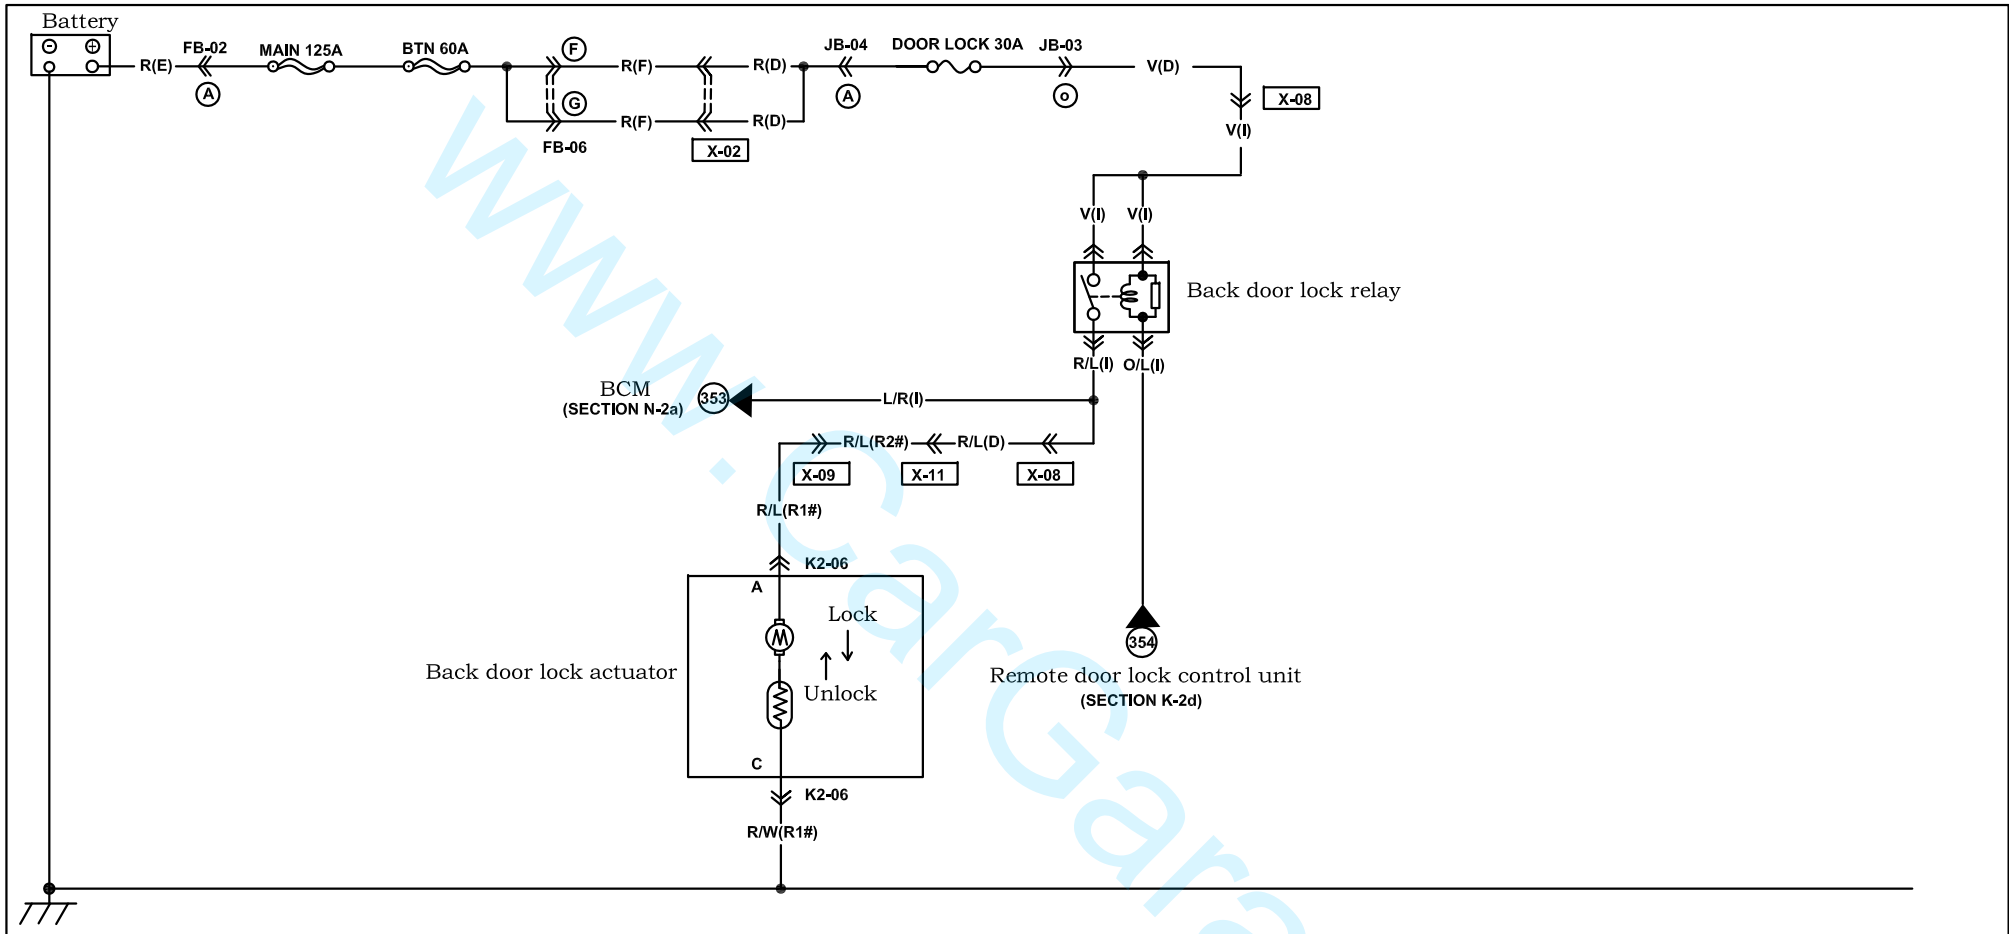 Battery
FB-02
MAIN 125A
BTN 60A
F
JB-04
DOOR LOCK 30A
JB-03
R(E)
R(F)
R(D)
V(D)
A
G
A
o
X-08
R(F)
R(D)
V(I)
FB-06
X-02
V(I)
V(I)
Back door lock relay
R/L(I)
O/L(I)
BCM
(SECTION N-2a)
353
L/R(I)
R/L(R2#)
R/L(D)
X-09
X-11
X-08
R/L(R1#)
K2-06
A
Lock
M
354
Back door lock actuator
Unlock
Remote door lock control unit
(SECTION K-2d)
C
K2-06
R/W(R1#)
www.CarGara